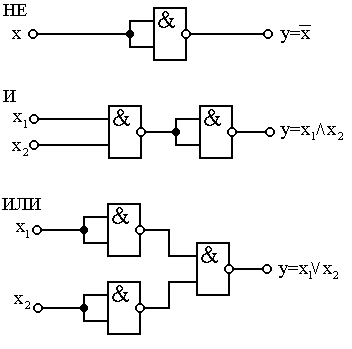 НЕ
x & y=x̅
И
x₁ & & y=x₁/\x₂
x₂
ИЛИ
x₁ &
& y=x₁\/x₂
x₂ &